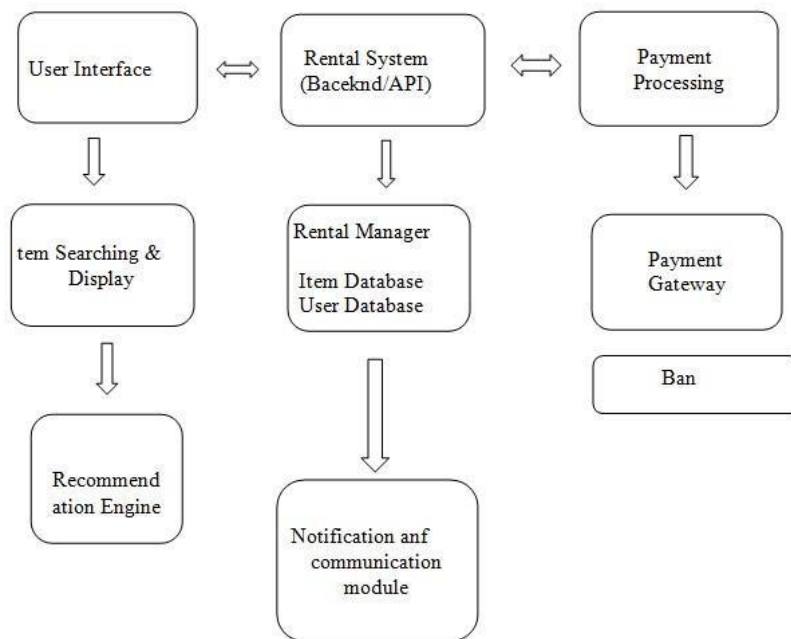 User Interface
Rental System
(Baceknd/API)
Payment
Processing
tem Searching &
Display
Rental Manager
Item Database
User Database
Payment
Gateway
Ban
Recommend
ation Engine
Notification anf
communication
module